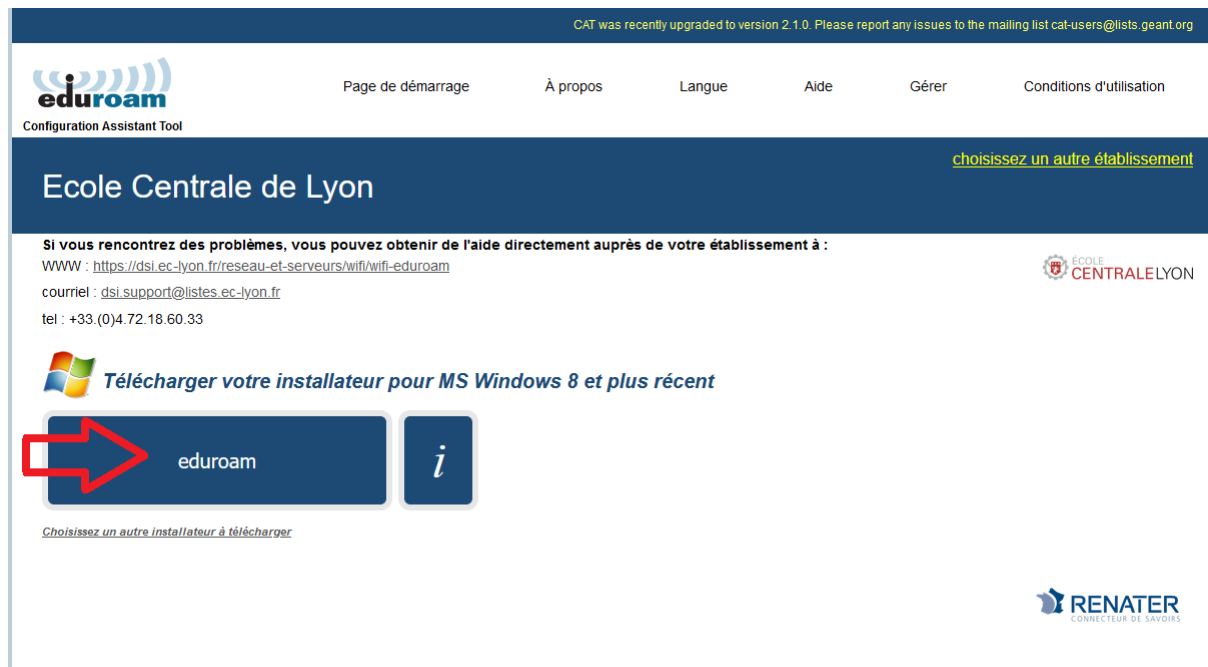 CAT was recently upgraded to version 2.1.0. Please report any issues to the mailing list cat-users@lists.geant.org
eduroam
Configuration Assistant Tool
Page de démarrage À propos Langue Aide Gérer Conditions d'utilisation
choisissez un autre établissement
Ecole Centrale de Lyon
Si vous rencontrez des problèmes, vous pouvez obtenir de l'aide directement auprès de votre établissement à :
WWW : https://dsi.ec-lyon.fr/reseau-et-serveurs/wifi/wifi-eduroam
courriel : dsi.support@listes.ec-lyon.fr
tel : +33.(0)4.72.18.60.33
ÉCOLE
CENTRALELYON
Télécharger votre installateur pour MS Windows 8 et plus récent
eduroam i
Choisissez un autre installateur à télécharger
RENATER
CONNECTEUR DE SAVOIRS